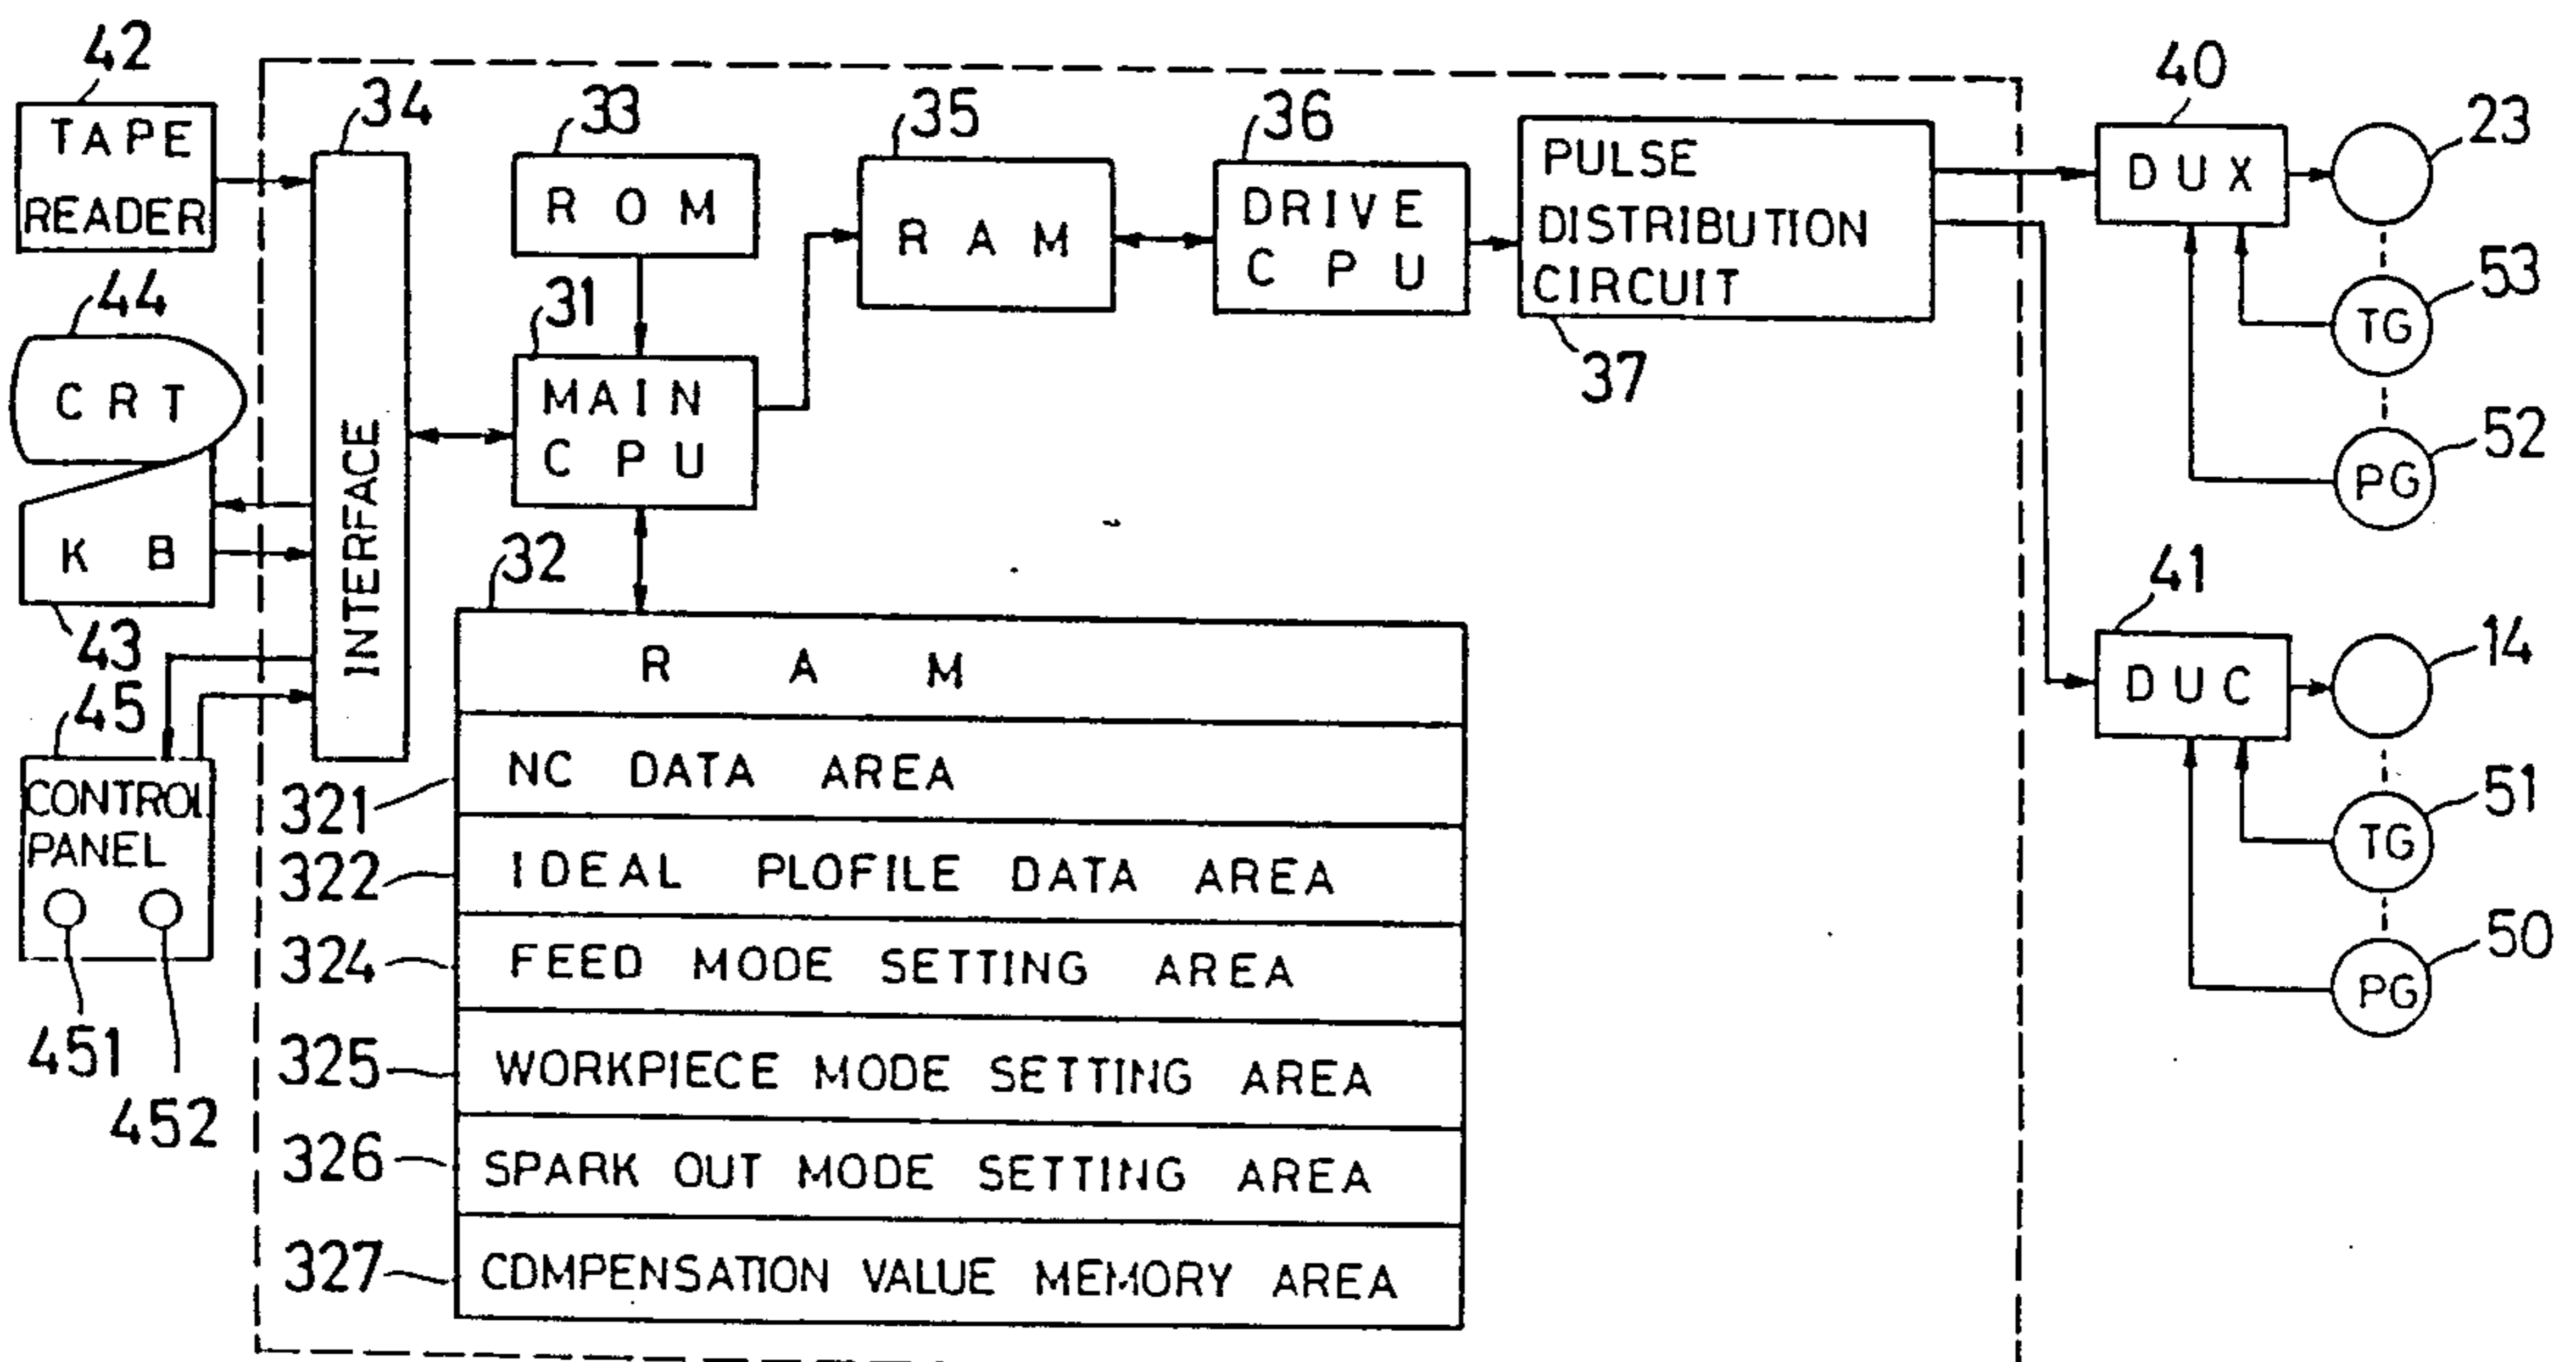 42
TAPE
READER
44
CRT
KB
43
45
CONTROL
PANEL
451
452
34
INTERFACE
33
ROM
31
MAIN
CPU
35
RAM
36
DRIVE
CPU
PULSE
DISTRIBUTION
CIRCUIT
37
32
RAM
321
NC DATA AREA
322
IDEAL PLOFILE DATA AREA
324
FEED MODE SETTING AREA
325
WORKPIECE MODE SETTING AREA
326
SPARK OUT MODE SETTING AREA
327
COMPENSATION VALUE MEMORY AREA
40
DUX
23
TG
53
PG
52
41
DUC
14
TG
51
PG
50